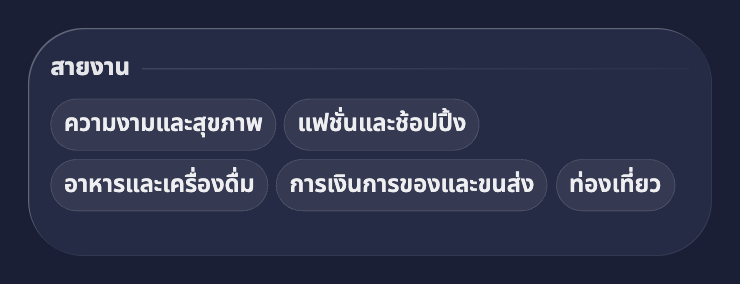 สายงาน
ความงามและสุขภาพ แฟชั่นและช้อปปิ้ง
อาหารและเครื่องดื่ม การเงินการของและขนส่ง ท่องเที่ยว